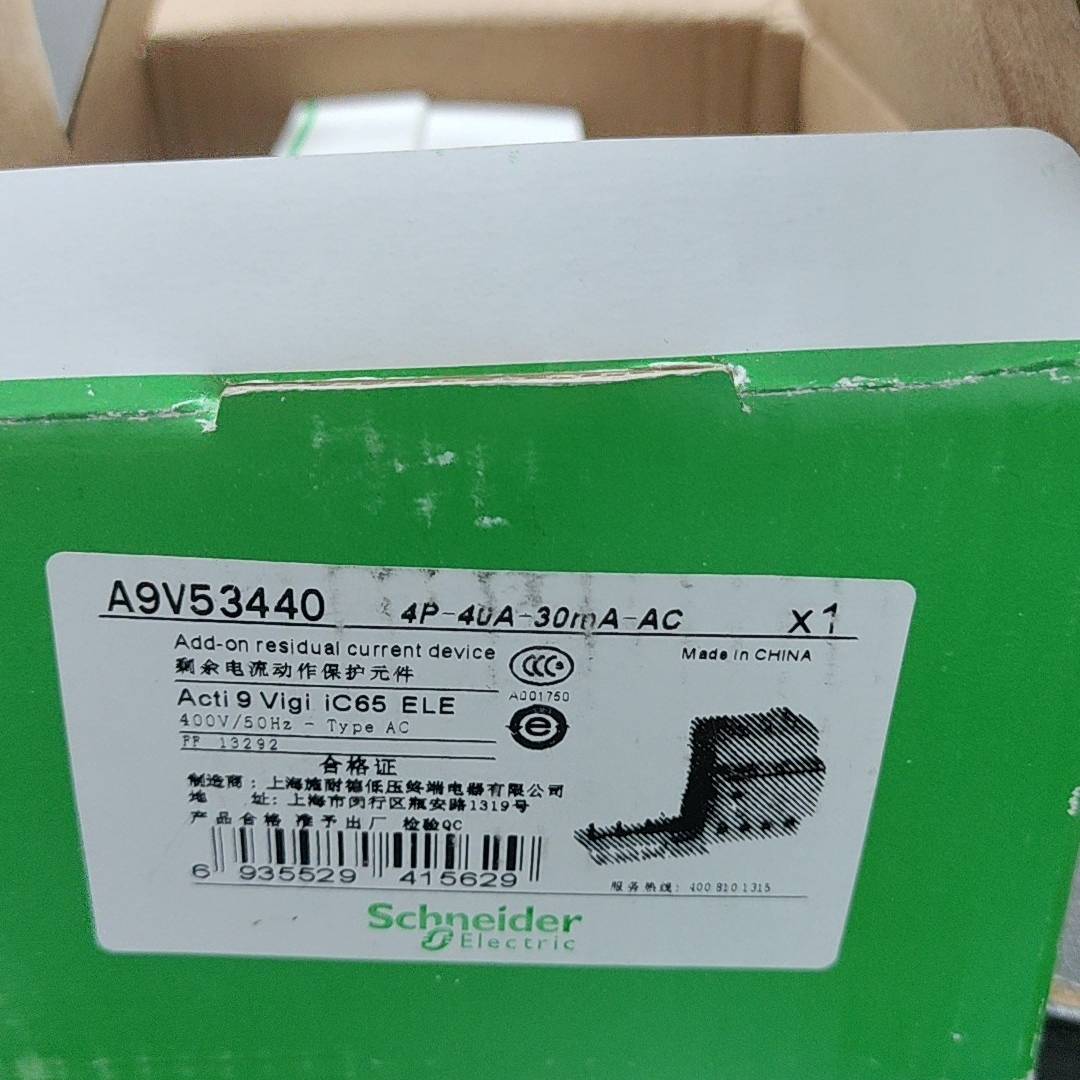 A9V53440 4P-40A-30mA-AC x1
Add-on residual current device
Made in CHINA
剩余电流动作保护元件
A001750
Acti 9 Vigi iC65 ELE
400V/50Hz - Type AC
PP 13292
合格证
制造商：上海施耐德低压终端电器有限公司
地 址：上海市闵行区瓶安路1319号
产品合格 准予出厂 检验QC
6 935529 415629
服务热线：400 810 1315
Schneider
Electric